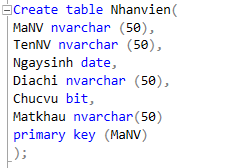 Create table Nhanvien(
MaNV nvarchar (50),
TenNV nvarchar (50),
Ngaysinh date,
Diachi nvarchar (50),
Chucvu bit,
Matkhau nvarchar(50)
primary key (MaNV)
);